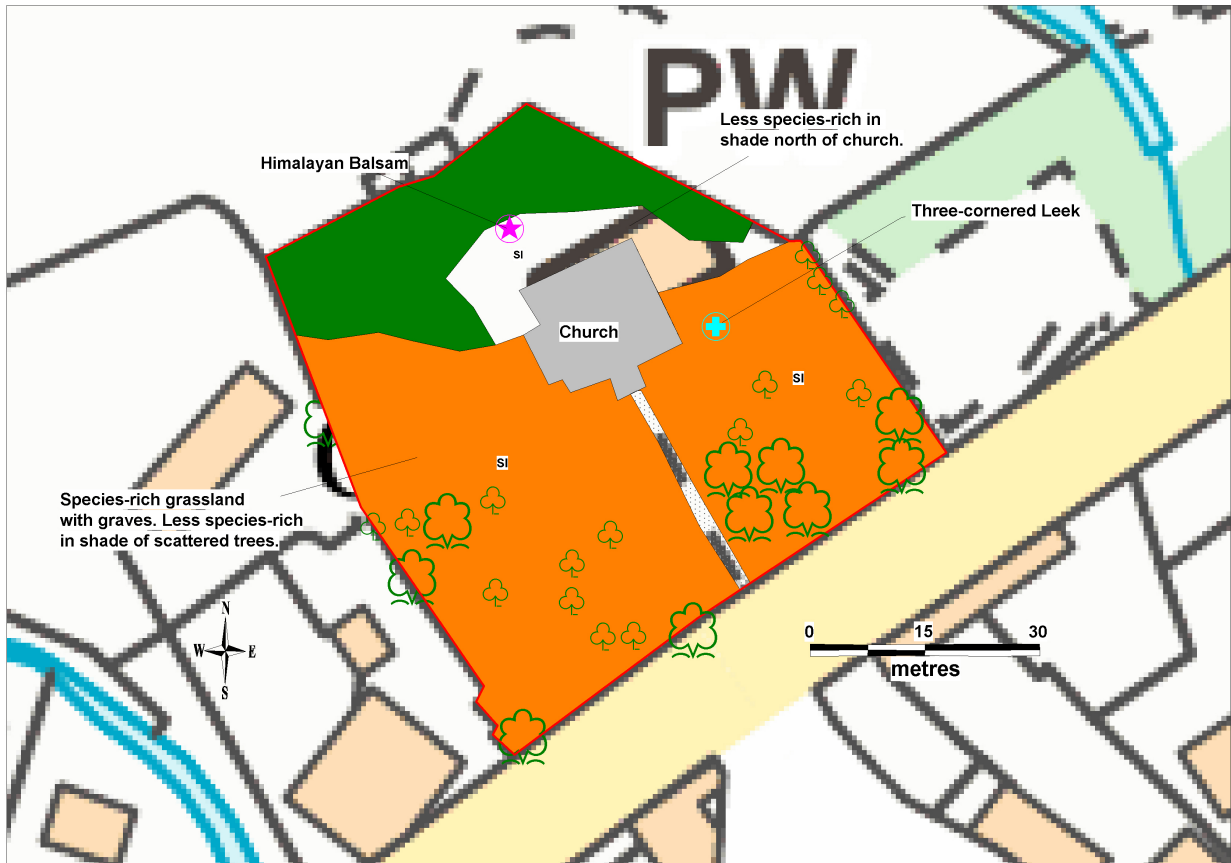 PW
Less species-rich in
shade north of church.
Himalayan Balsam
Three-cornered Leek
SI
Church
SI
SI
Species-rich grassland
with graves. Less species-rich
in shade of scattered trees.
N
W E
S
0 15 30
metres